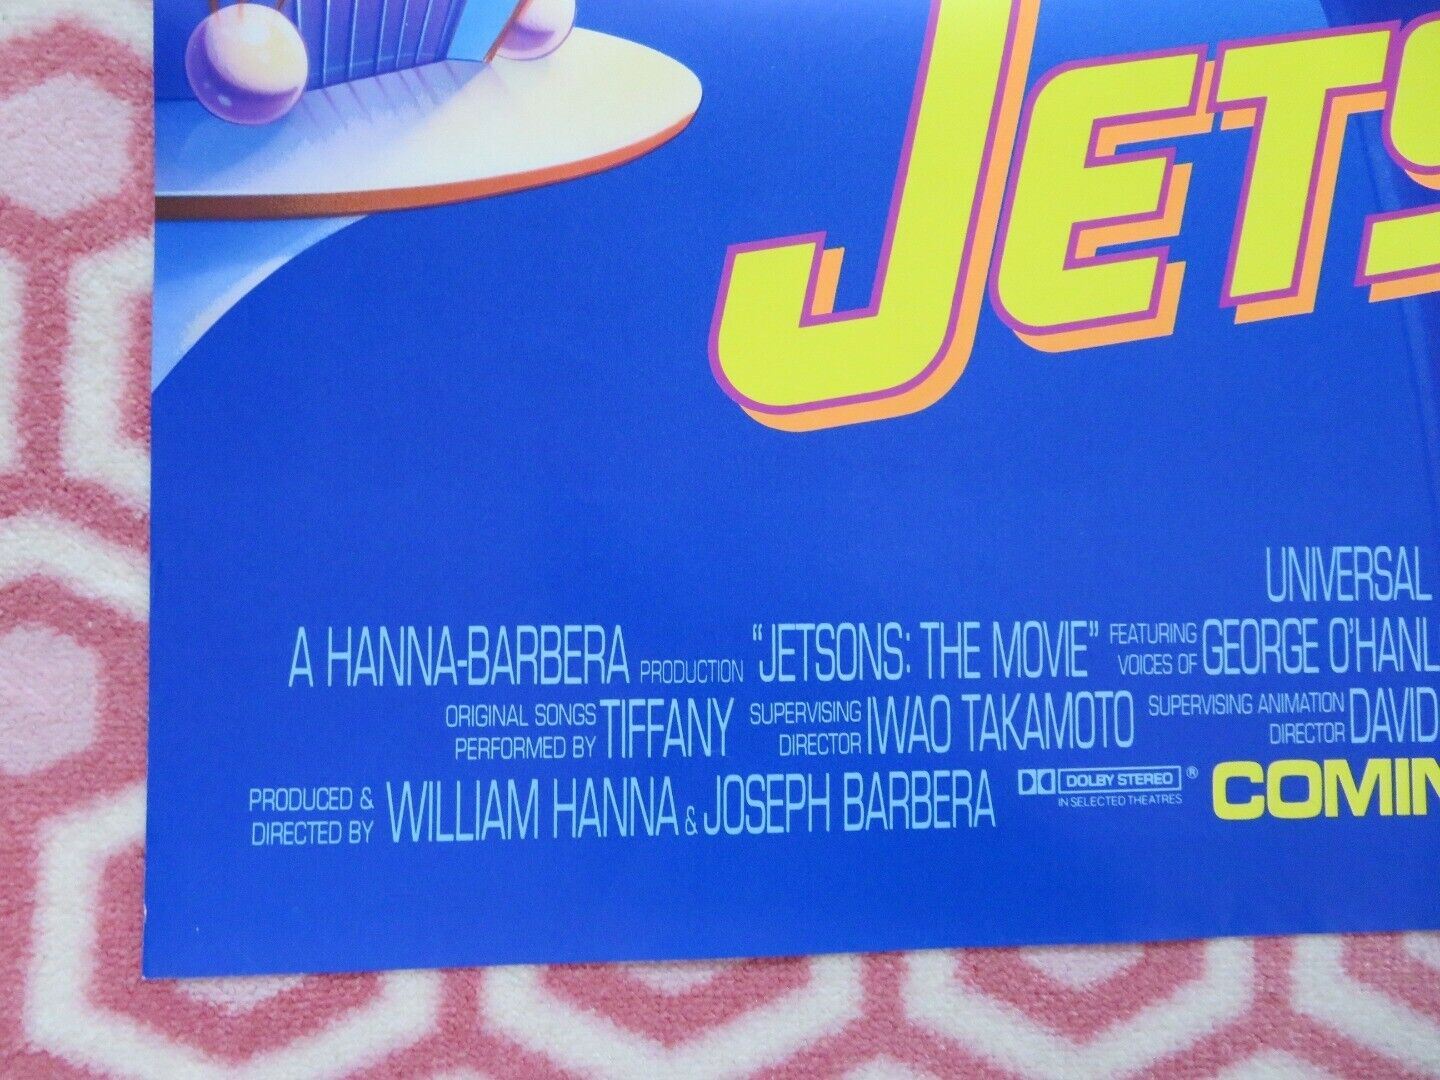 JETS
UNIVERSAL
A HANNA-BARBERA PRODUCTION "JETSONS: THE MOVIE" FEATURING VOICES OF GEORGE O'HANL
ORIGINAL SONGS PERFORMED BY TIFFANY SUPERVISING DIRECTOR IWAO TAKAMOTO SUPERVISING ANIMATION DIRECTOR DAVID
PRODUCED & DIRECTED BY WILLIAM HANNA & JOSEPH BARBERA DOLBY STEREO ® IN SELECTED THEATRES COMIN